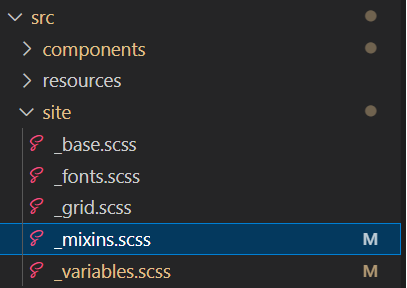 src
components
resources
site
_base.scss
_fonts.scss
_grid.scss
_mixins.scss M
_variables.scss M